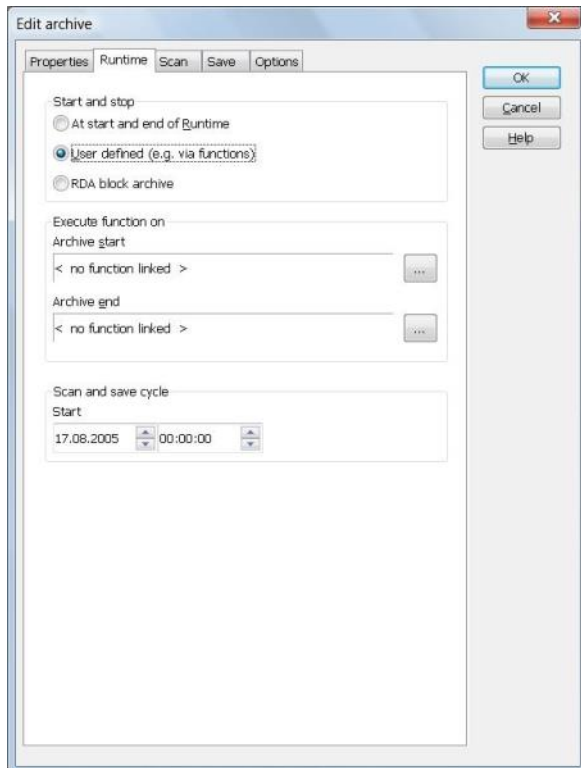 Edit archive
Properties Runtime Scan Save Options
OK
Cancel
Help
Start and stop
At start and end of Runtime
User defined (e.g. via functions)
RDA block archive
Execute function on
Archive start
< no function linked >
...
Archive end
< no function linked >
...
Scan and save cycle
Start
17.08.2005 00:00:00